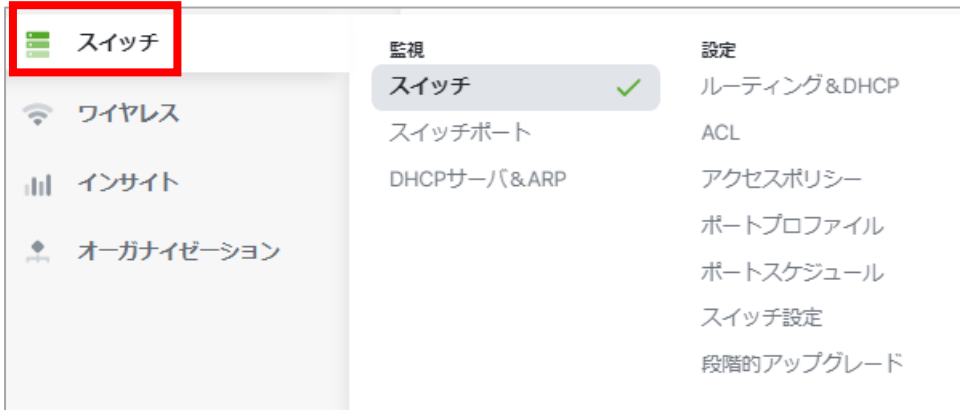 スイッチ
ワイヤレス
インサイト
オーガナイゼーション
監視
スイッチ
スイッチポート
DHCPサーバ&ARP
設定
ルーティング&DHCP
ACL
アクセスポリシー
ポートプロファイル
ポートスケジュール
スイッチ設定
段階的アップグレード